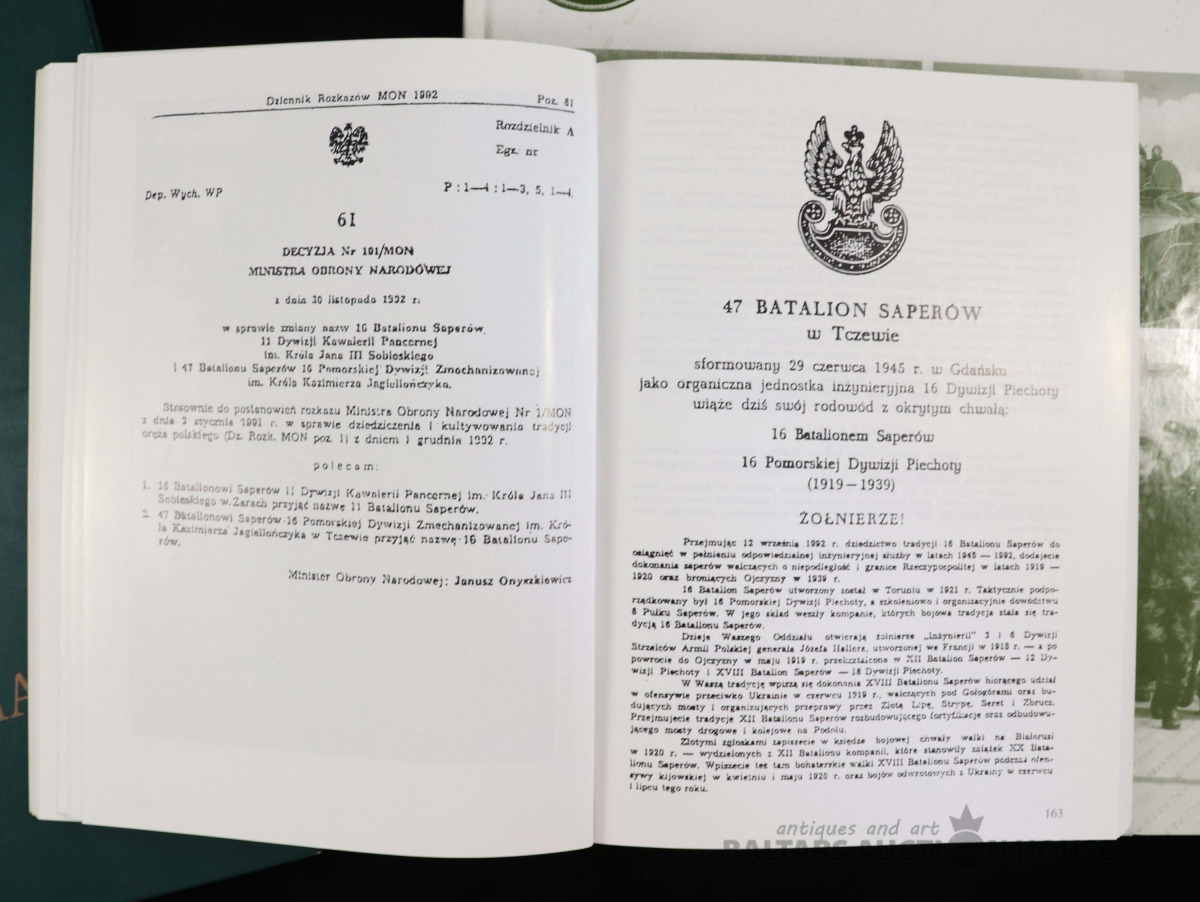 Dziennik Rozkazów MON 1992
Poz. 61
Rozdzielnik A
Egz. nr
Dep. Wych. WP
P : 1—4 : 1—3, 5, 1—4.
61
DECYZJA Nr 101/MON
MINISTRA OBRONY NARODOWEJ
z dnia 30 listopada 1992 r.
w sprawie zmiany nazw 16 Batalionu Saperów
11 Dywizji Kawalerii Pancernej
im. Króla Jana III Sobieskiego
i 47 Batalionu Saperów 16 Pomorskiej Dywizji Zmechanizowanej
im. Króla Kazimierza Jagiellończyka.
Stosownie do postanowień rozkazu Ministra Obrony Narodowej Nr 1/MON
z dnia 2 stycznia 1991 r. w sprawie dziedziczenia i kultywowania tradycji
oręża polskiego (Dz. Rozk. MON poz. 1) z dniem 1 grudnia 1992 r.
polecam:
1. 16 Batalionowi Saperów 11 Dywizji Kawalerii Pancernej im. Króla Jana III
Sobieskiego w Żarach przyjąć nazwę 11 Batalionu Saperów.
2. 47 Batalionowi Saperów 16 Pomorskiej Dywizji Zmechanizowanej im. Kró-
la Kazimierza Jagiellończyka w Tczewie przyjąć nazwę 16 Batalionu Sape-
rów.
Minister Obrony Narodowej: Janusz Onyszkiewicz
47 BATALION SAPERÓW
w Tczewie
sformowany 29 czerwca 1945 r. w Gdańsku
jako organiczna jednostka inżynieryjna 16 Dywizji Piechoty
wiąże dziś swój rodowód z okrytym chwałą:
16 Batalionem Saperów
16 Pomorskiej Dywizji Piechoty
(1919—1939)
ŻOŁNIERZE!
Przejmując 12 września 1992 r. dziedzictwo tradycji 16 Batalionu Saperów do
osiągnięć w pełnieniu odpowiedzialnej inżynieryjnej służby w latach 1945 — 1992, dodajecie
dokonania saperów walczących o niepodległość i granice Rzeczypospolitej w latach 1919 —
1920 oraz broniących Ojczyzny w 1939 r.
16 Batalion Saperów utworzony został w Toruniu w 1921 r. Taktycznie podpo-
rządkowany był 16 Pomorskiej Dywizji Piechoty, a szkoleniowo i organizacyjnie dowództwu
8 Pułku Saperów. W jego skład weszły kompanie, których bojowa tradycja stała się tra-
dycją 16 Batalionu Saperów.
Dzieje Waszego Oddziału otwierają żołnierze „Inżynierii" 3 i 6 Dywizji
Strzelców Armii Polskiej generała Józefa Hallera, utworzonej we Francji w 1918 r. — a po
powrocie do Ojczyzny w maju 1919 r. przekształcone w XII Batalion Saperów — 12 Dy-
wizji Piechoty i XVIII Batalion Saperów — 18 Dywizji Piechoty.
W Waszą tradycję wpiszą się dokonania XVIII Batalionu Saperów biorącego udział
w ofensywie przeciwko Ukrainie w czerwcu 1919 r., walczących pod Gołogórami oraz bu-
dujących mosty i organizujących przeprawy przez Złotą Lipę, Strypę, Seret i Zbrucz.
Przejmujecie tradycje XII Batalionu Saperów rozbudowującego fortyfikacje oraz odbudowu-
jącego mosty drogowe i kolejowe na Podolu.
Złotymi zgłoskami zapiszecie w księdze bojowej chwały walki na Białorusi
w 1920 r. — wydzielonych z XII Batalionu kompanii, które stanowiły zalążek XX Bata-
lionu Saperów. Wpiszecie też tam bohaterskie walki XVIII Batalionu Saperów podczas ofen-
sywy kijowskiej w kwietniu i maju 1920 r. oraz bojów odwrotowych z Ukrainy w czerwcu
i lipcu tego roku.
163
antiques and art
BALTARS AUCTION HOUSE